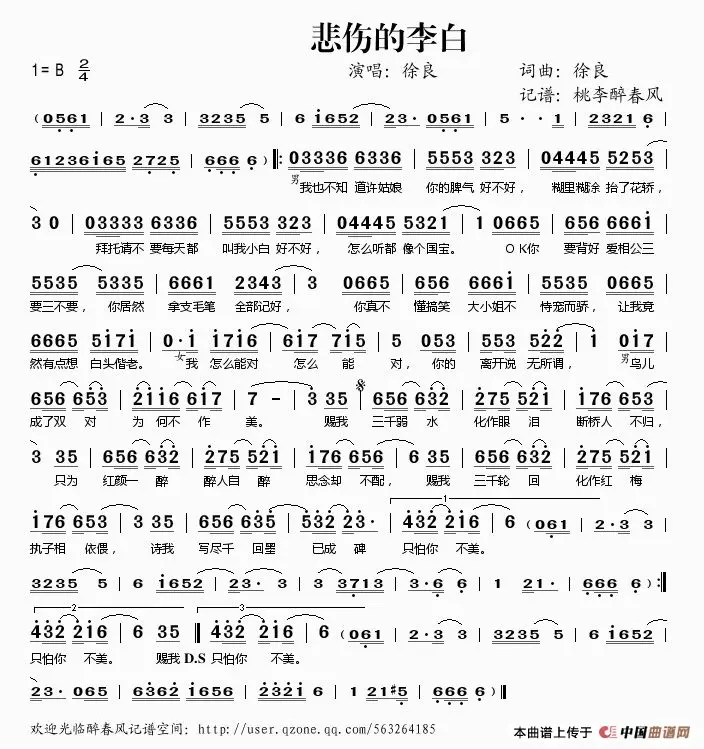 悲伤的李白
1=B 2/4 演唱：徐良 词曲：徐良
记谱：桃李醉春风
(0561 | 2·3 3 | 3235 5 | 6 i652 | 23· 0561 | 5··1 | 2321 6 |
61236i65 2725 | 666 6) ‖: 03336 6336 | 5553 323 | 04445 5253 |
男我也不知 道许姑娘 你的脾气 好不好， 糊里糊涂 抬了花轿，
3 0 | 03333 6336 | 5553 323 | 04445 5321 | 1 0665 | 656 666i |
拜托请不 要每天都 叫我小白 好不好， 怎么听都 像个国宝。 OK你 要背好 爱相公三
5535 5335 | 6661 2343 | 3 0665 | 656 666i | 5535 5335 | 0665 |
要三不要， 你居然 拿支毛笔 全部记好， 你真不 懂搞笑 大小姐不 恃宠而骄， 让我竟
6665 5i7i | 0·i | i7i6 | 6i7 7i5 | 5 053 | 553 522 | i 0i7 |
然有点想 白头偕老。 女我 怎么能对 怎么 能 对， 你的 离开说 无所谓， 男鸟儿
656 653 | 2ii6 6i7 | 7 - | 3 35 | 656 632 | 275 52i | i76 653 |
成了双 对 为 何不 作 美。 赐我 三千弱 水 化作眼 泪 断桥人 不归，
3 35 | 656 632 | 275 52i | i76 653 | 3 35 | 656 632 | 275 52i |
只为 红颜一 醉 醉人自 醉 思念却 不配， 赐我 三千轮 回 化作红 梅
i76 653 | 3 35 | 656 635 | 532 23· | 432 2i6 | 6 (061 | 2·3 3 |
1
执子相 依偎， 诗我 写尽千 回墨 已成 碑 只怕你 不美。
3235 5 | 6 i652 | 23· 3 | 3713 | 3·6 6 | 1 21· | 666 6) :‖
2 3
432 2i6 | 6 35 ‖ 432 2i6 | 6 (061 | 2·3 3 | 3235 5 | 6 i652 |
只怕你 不美。 赐我 D.S 只怕你 不美。
23· 065 | 6362 656 | 232 26 | 1 21#5 | 666 6) ‖
欢迎光临醉春风记谱空间：http://user.qzone.qq.com/563264185
本曲谱上传于 中国曲谱网